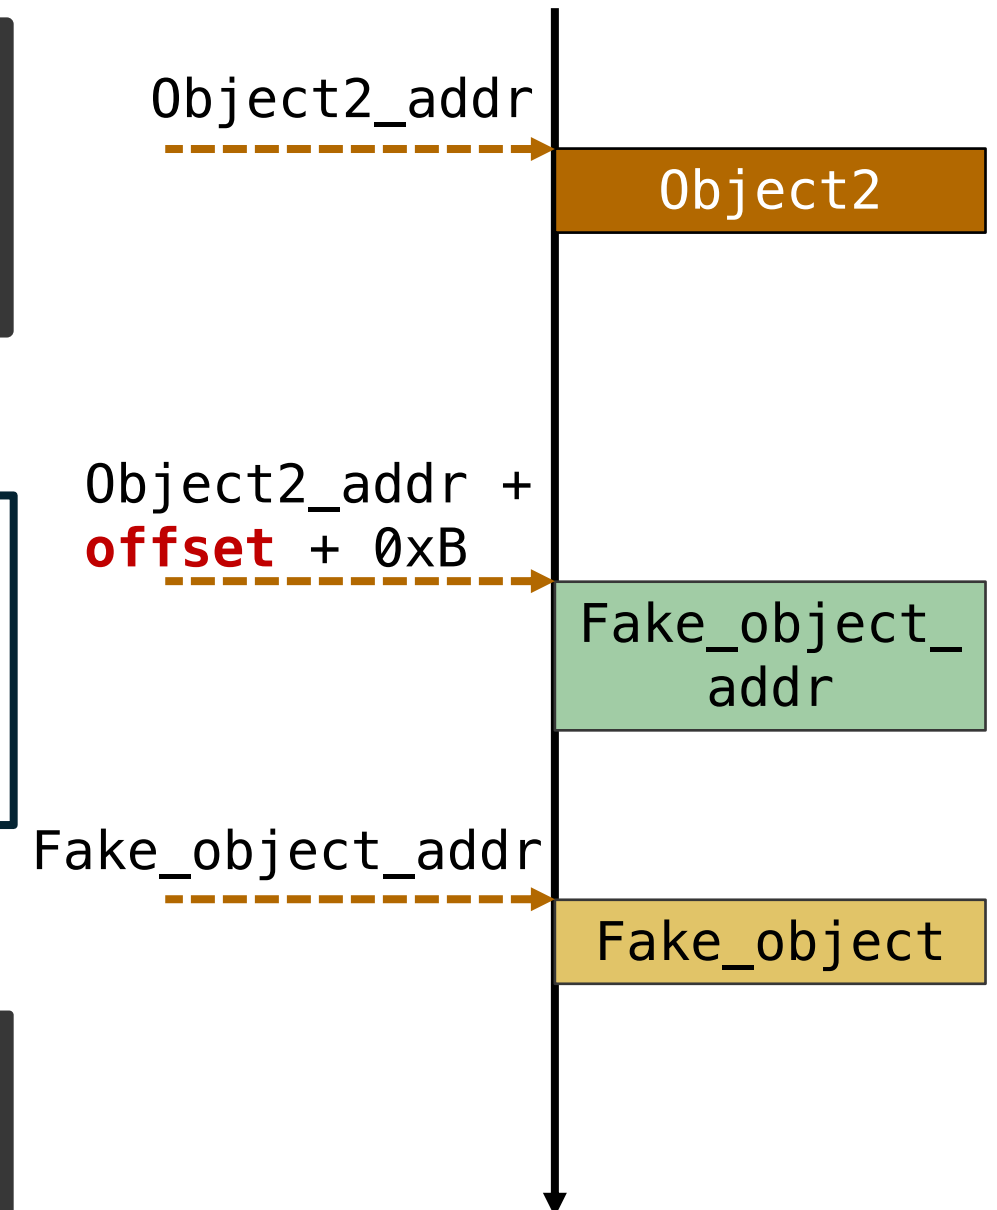 Object2_addr
Object2
Object2_addr +
offset + 0xB
Fake_object_
addr
Fake_object_addr
Fake_object